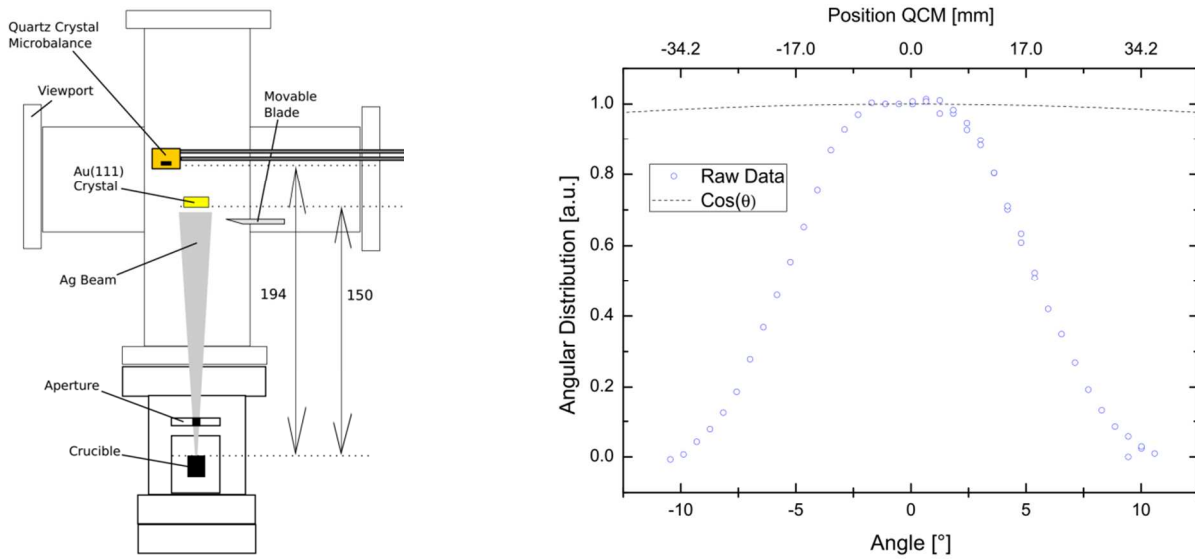 Quartz Crystal
Microbalance
Viewport
Movable
Blade
Au(111)
Crystal
Ag Beam
194
150
Aperture
Crucible
Position QCM [mm]
-34.2 -17.0 0.0 17.0 34.2
Angular Distribution [a.u.]
1.0
0.8
0.6
0.4
0.2
0.0
Raw Data
Cos(θ)
-10 -5 0 5 10
Angle [°]